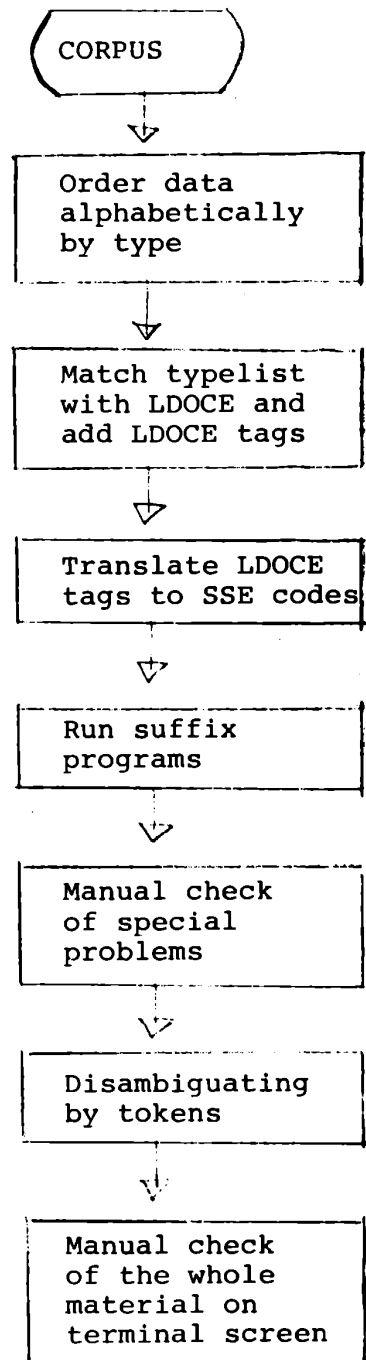 CORPUS
Order data
alphabetically
by type
Match typelist
with LDOCE and
add LDOCE tags
Translate LDOCE
tags to SSE codes
Run suffix
programs
Manual check
of special
problems
Disambiguating
by tokens
Manual check
of the whole
material on
terminal screen